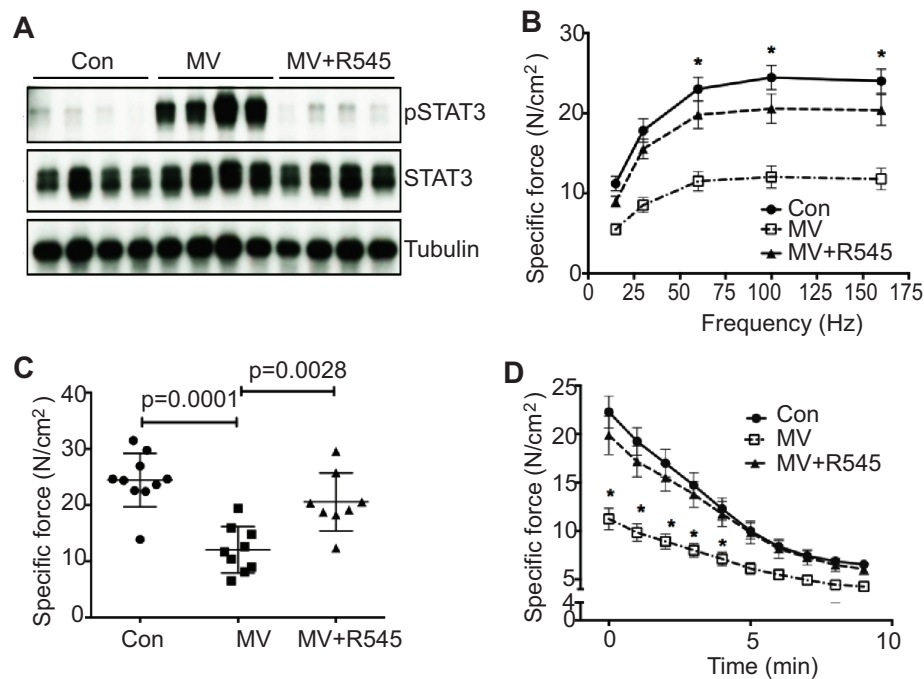 A
Con MV MV+R545
pSTAT3
STAT3
Tubulin
B
Specific force (N/cm²)
30
20
10
0
* * *
Con
MV
MV+R545
0 25 50 75 100 125 150 175
Frequency (Hz)
C
Specific force (N/cm²)
40
30
20
10
0
p=0.0001
p=0.0028
Con MV MV+R545
D
Specific force (N/cm²)
25
20
15
10
5
4
0
Con
MV
MV+R545
* * * * *
0 5 10
Time (min)